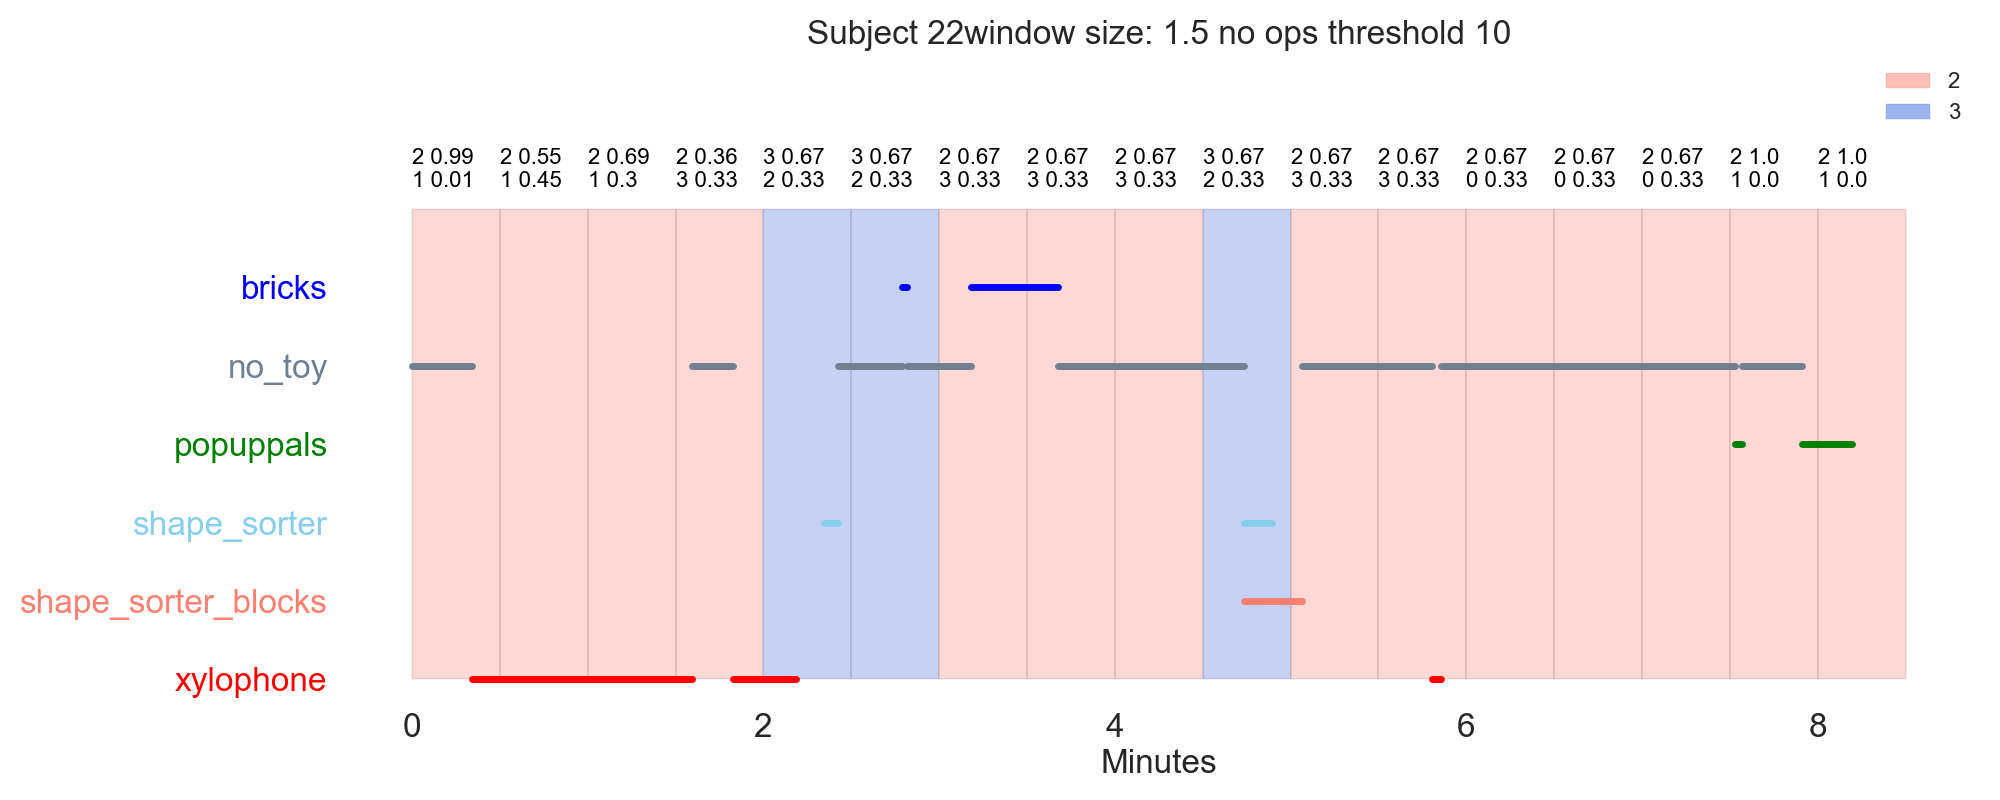 Subject 22window size: 1.5 no ops threshold 10
2
3
2 0.99 2 0.55 2 0.69 2 0.36 3 0.67 3 0.67 2 0.67 2 0.67 2 0.67 3 0.67 2 0.67 2 0.67 2 0.67 2 0.67 2 0.67 2 1.0 2 1.0
1 0.01 1 0.45 1 0.3 3 0.33 2 0.33 2 0.33 3 0.33 3 0.33 3 0.33 2 0.33 3 0.33 3 0.33 0 0.33 0 0.33 0 0.33 1 0.0 1 0.0
bricks
no_toy
popuppals
shape_sorter
shape_sorter_blocks
xylophone
0 2 4 6 8
Minutes